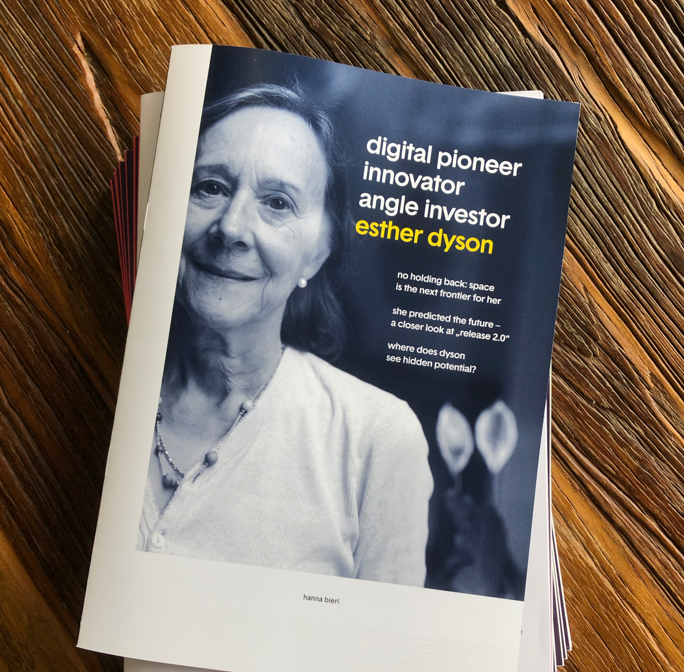 digital pioneer
innovator
angle investor
esther dyson
no holding back: space
is the next frontier for her
she predicted the future –
a closer look at „release 2.0“
where does dyson
see hidden potential?
hanna bieri